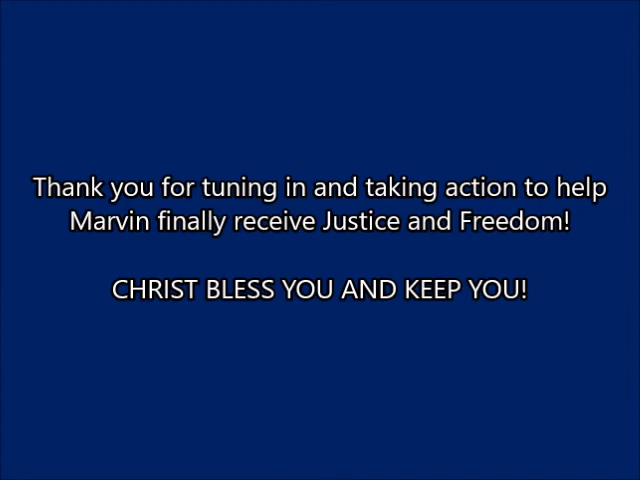 Thank you for tuning in and taking action to help
Marvin finally receive Justice and Freedom!
CHRIST BLESS YOU AND KEEP YOU!